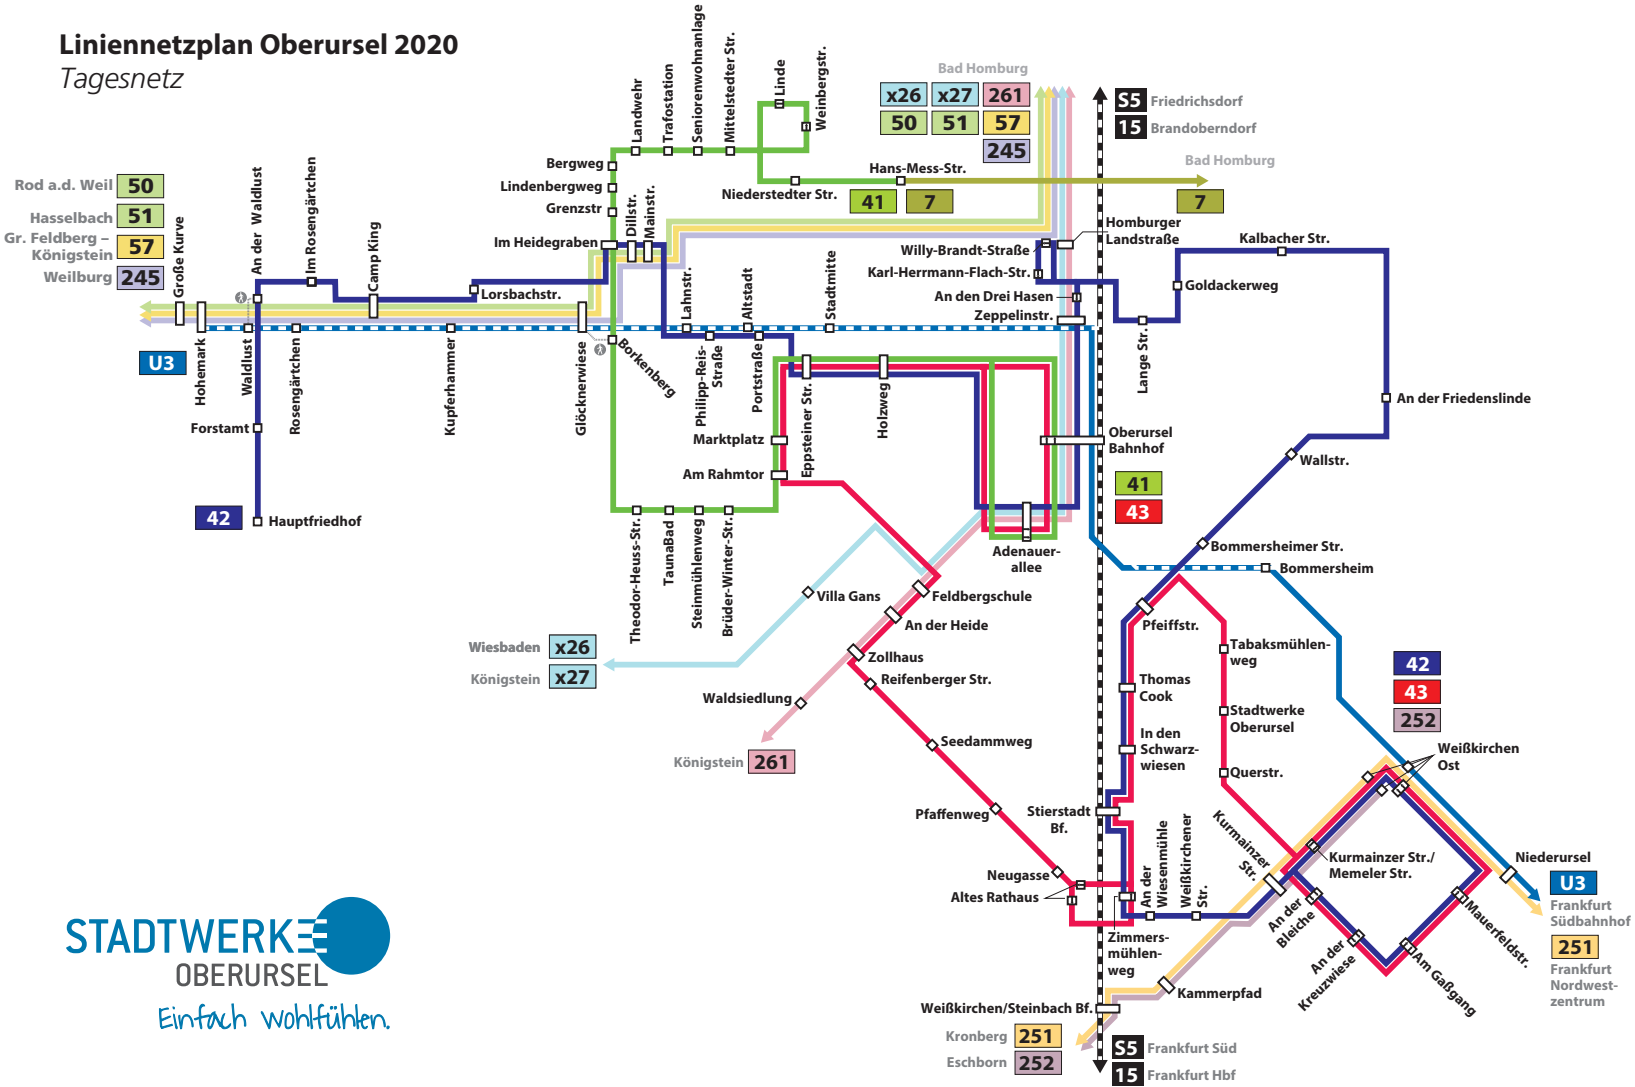 Liniennetzplan Oberursel 2020
Tagesnetz
Bad Homburg
x26
x27
261
50
51
57
245
S5 Friedrichsdorf
15 Brandoberndorf
Bad Homburg
7
Rod a.d. Weil 50
Hasselbach 51
Gr. Feldberg –
Königstein 57
Weilburg 245
Große Kurve
An der Waldlust
Im Rosengärtchen
Camp King
Lorsbachstr.
Bergweg
Lindenbergweg
Grenzstr
Im Heidegraben
Landwehr
Trafostation
Seniorenwohnanlage
Mittelstedter Str.
Linde
Weinbergstr.
Niederstedter Str.
Hans-Mess-Str.
41
7
Dillstr.
Mainstr.
Lahnstr.
Altstadt
Stadtmitte
Willy-Brandt-Straße
Karl-Herrmann-Flach-Str.
An den Drei Hasen
Zeppelinstr.
Homburger
Landstraße
Kalbacher Str.
Goldackerweg
Lange Str.
An der Friedenslinde
Wallstr.
Bommersheimer Str.
Bommersheim
U3
Hohemark
Waldlust
Rosengärtchen
Kupferhammer
Glöcknerwiese
Borkenberg
Philipp-Reis-
Straße
Portstraße
Eppsteiner Str.
Holzweg
Marktplatz
Am Rahmtor
Forstamt
42
Hauptfriedhof
Theodor-Heuss-Str.
TaunaBad
Steinmühlenweg
Brüder-Winter-Str.
Oberursel
Bahnhof
41
43
Adenauer-
allee
Villa Gans
Feldbergschule
An der Heide
Zollhaus
Reifenberger Str.
Waldsiedlung
Wiesbaden x26
Königstein x27
Königstein 261
Seedammweg
Pfaffenweg
Neugasse
Altes Rathaus
Pfeiffstr.
Thomas
Cook
In den
Schwarz-
wiesen
Stierstadt
Bf.
Tabaksmühlen-
weg
Stadtwerke
Oberursel
Querstr.
42
43
252
Weißkirchen
Ost
Kurmainzer
Str.
Kurmainzer Str./
Memeler Str.
An der
Wiesenmühle
Weißkirchener
Str.
Zimmers-
mühlen-
weg
An der
Bleiche
An der
Kreuzwiese
Am Gaßgang
Mauerfeldstr.
Niederursel
U3
Frankfurt
Südbahnhof
251
Frankfurt
Nordwest-
zentrum
Kammerpfad
Weißkirchen/Steinbach Bf.
Kronberg 251
Eschborn 252
S5 Frankfurt Süd
15 Frankfurt Hbf
STADTWERKE
OBERURSEL
Einfach wohlfühlen.